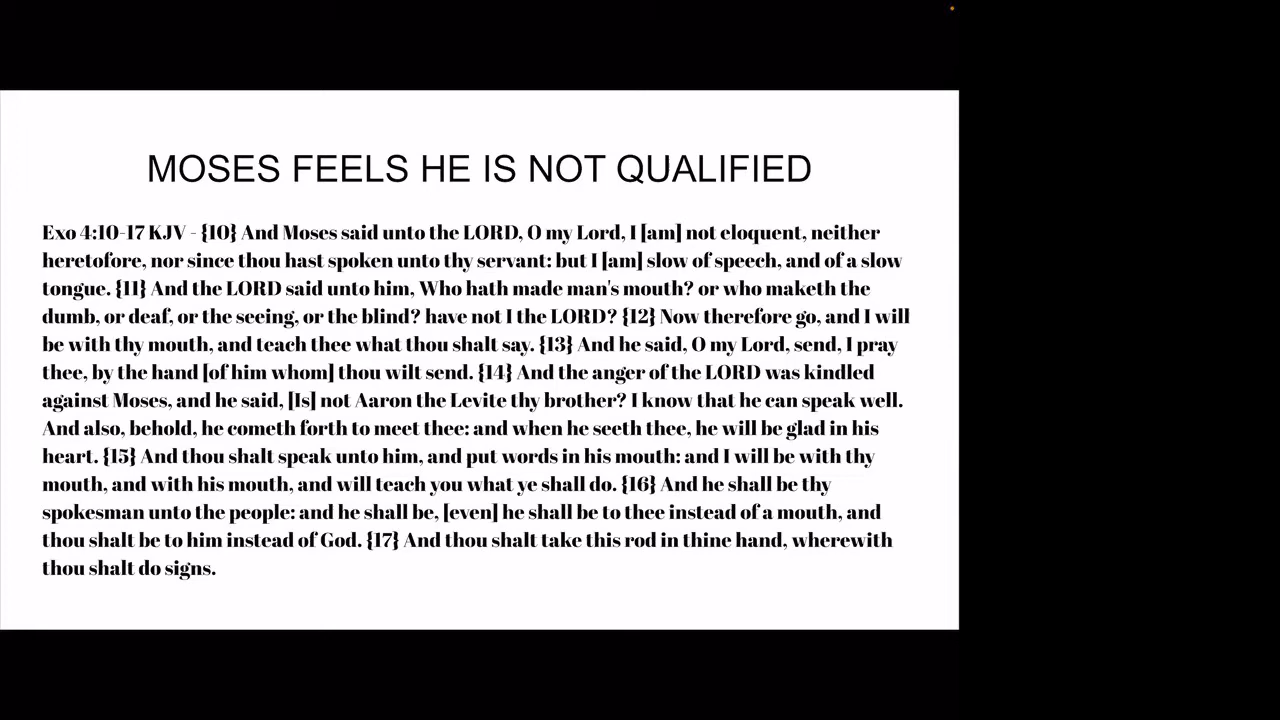 MOSES FEELS HE IS NOT QUALIFIED
Exo 4:10-17 KJV - {10} And Moses said unto the LORD, O my Lord, I [am] not eloquent, neither
heretofore, nor since thou hast spoken unto thy servant: but I [am] slow of speech, and of a slow
tongue. {11} And the LORD said unto him, Who hath made man's mouth? or who maketh the
dumb, or deaf, or the seeing, or the blind? have not I the LORD? {12} Now therefore go, and I will
be with thy mouth, and teach thee what thou shalt say. {13} And he said, O my Lord, send, I pray
thee, by the hand [of him whom] thou wilt send. {14} And the anger of the LORD was kindled
against Moses, and he said, [Is] not Aaron the Levite thy brother? I know that he can speak well.
And also, behold, he cometh forth to meet thee: and when he seeth thee, he will be glad in his
heart. {15} And thou shalt speak unto him, and put words in his mouth: and I will be with thy
mouth, and with his mouth, and will teach you what ye shall do. {16} And he shall be thy
spokesman unto the people: and he shall be, [even] he shall be to thee instead of a mouth, and
thou shalt be to him instead of God. {17} And thou shalt take this rod in thine hand, wherewith
thou shalt do signs.